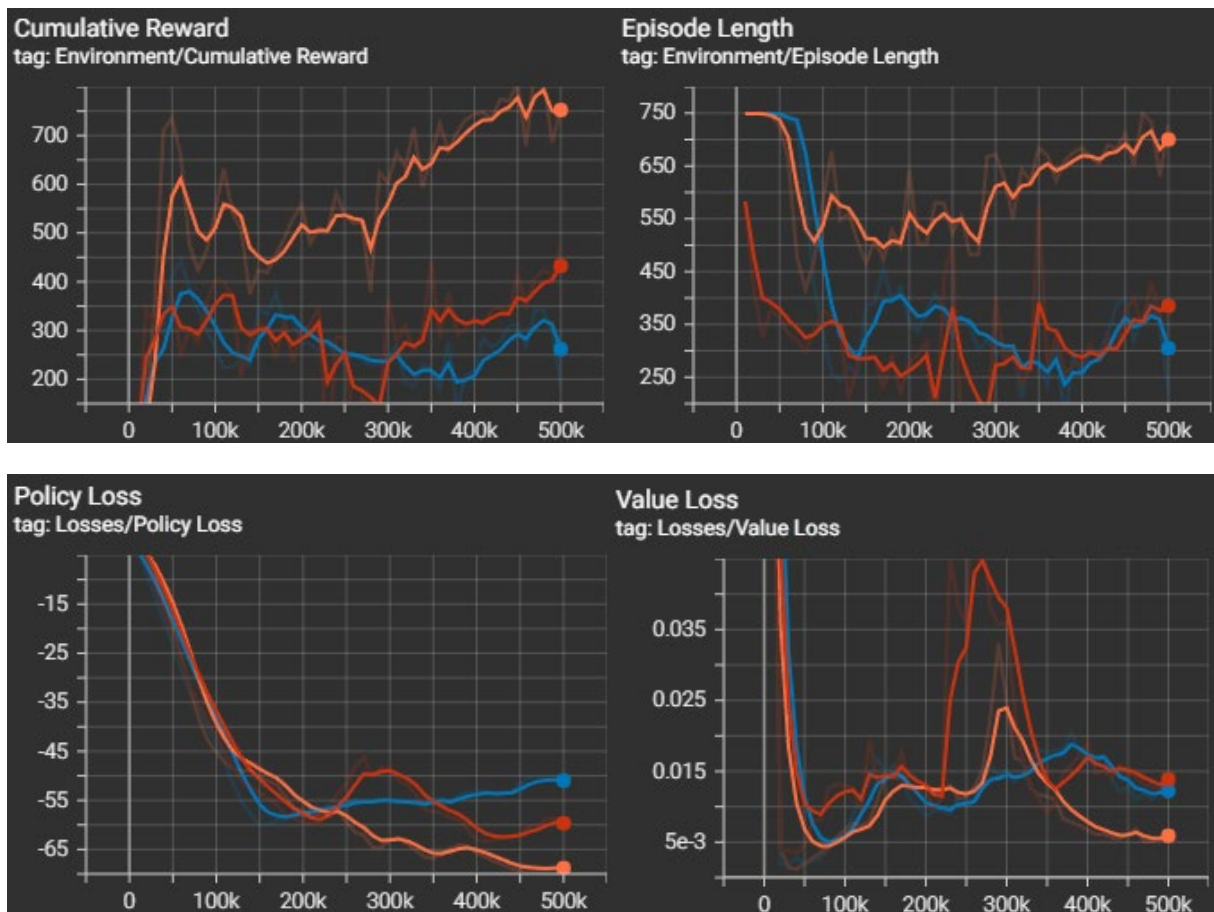 Cumulative Reward
tag: Environment/Cumulative Reward
700
600
500
400
300
200
0 100k 200k 300k 400k 500k
Episode Length
tag: Environment/Episode Length
750
650
550
450
350
250
0 100k 200k 300k 400k 500k
Policy Loss
tag: Losses/Policy Loss
-15
-25
-35
-45
-55
-65
0 100k 200k 300k 400k 500k
Value Loss
tag: Losses/Value Loss
0.035
0.025
0.015
5e-3
0 100k 200k 300k 400k 500k